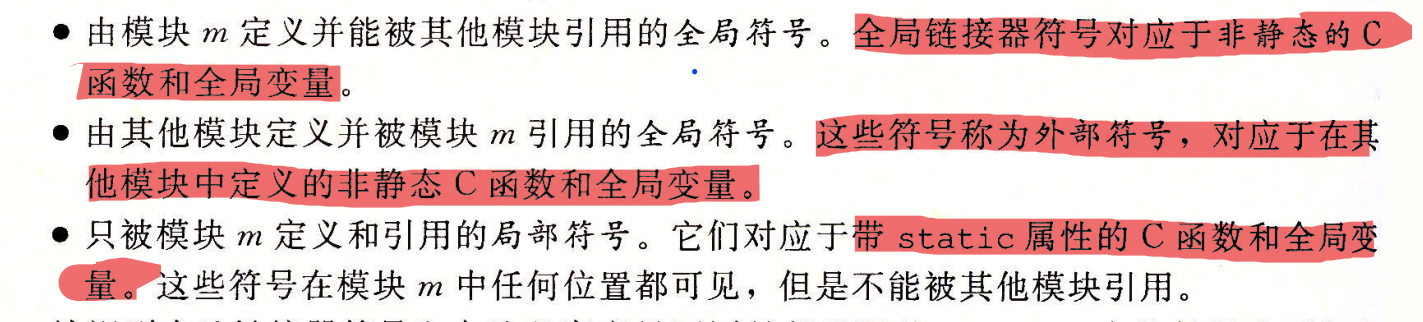 ● 由模块 m 定义并能被其他模块引用的全局符号。全局链接器符号对应于非静态的 C
函数和全局变量。
● 由其他模块定义并被模块 m 引用的全局符号。这些符号称为外部符号，对应于在其
他模块中定义的非静态 C 函数和全局变量。
● 只被模块 m 定义和引用的局部符号。它们对应于带 static 属性的 C 函数和全局变
量。这些符号在模块 m 中任何位置都可见，但是不能被其他模块引用。